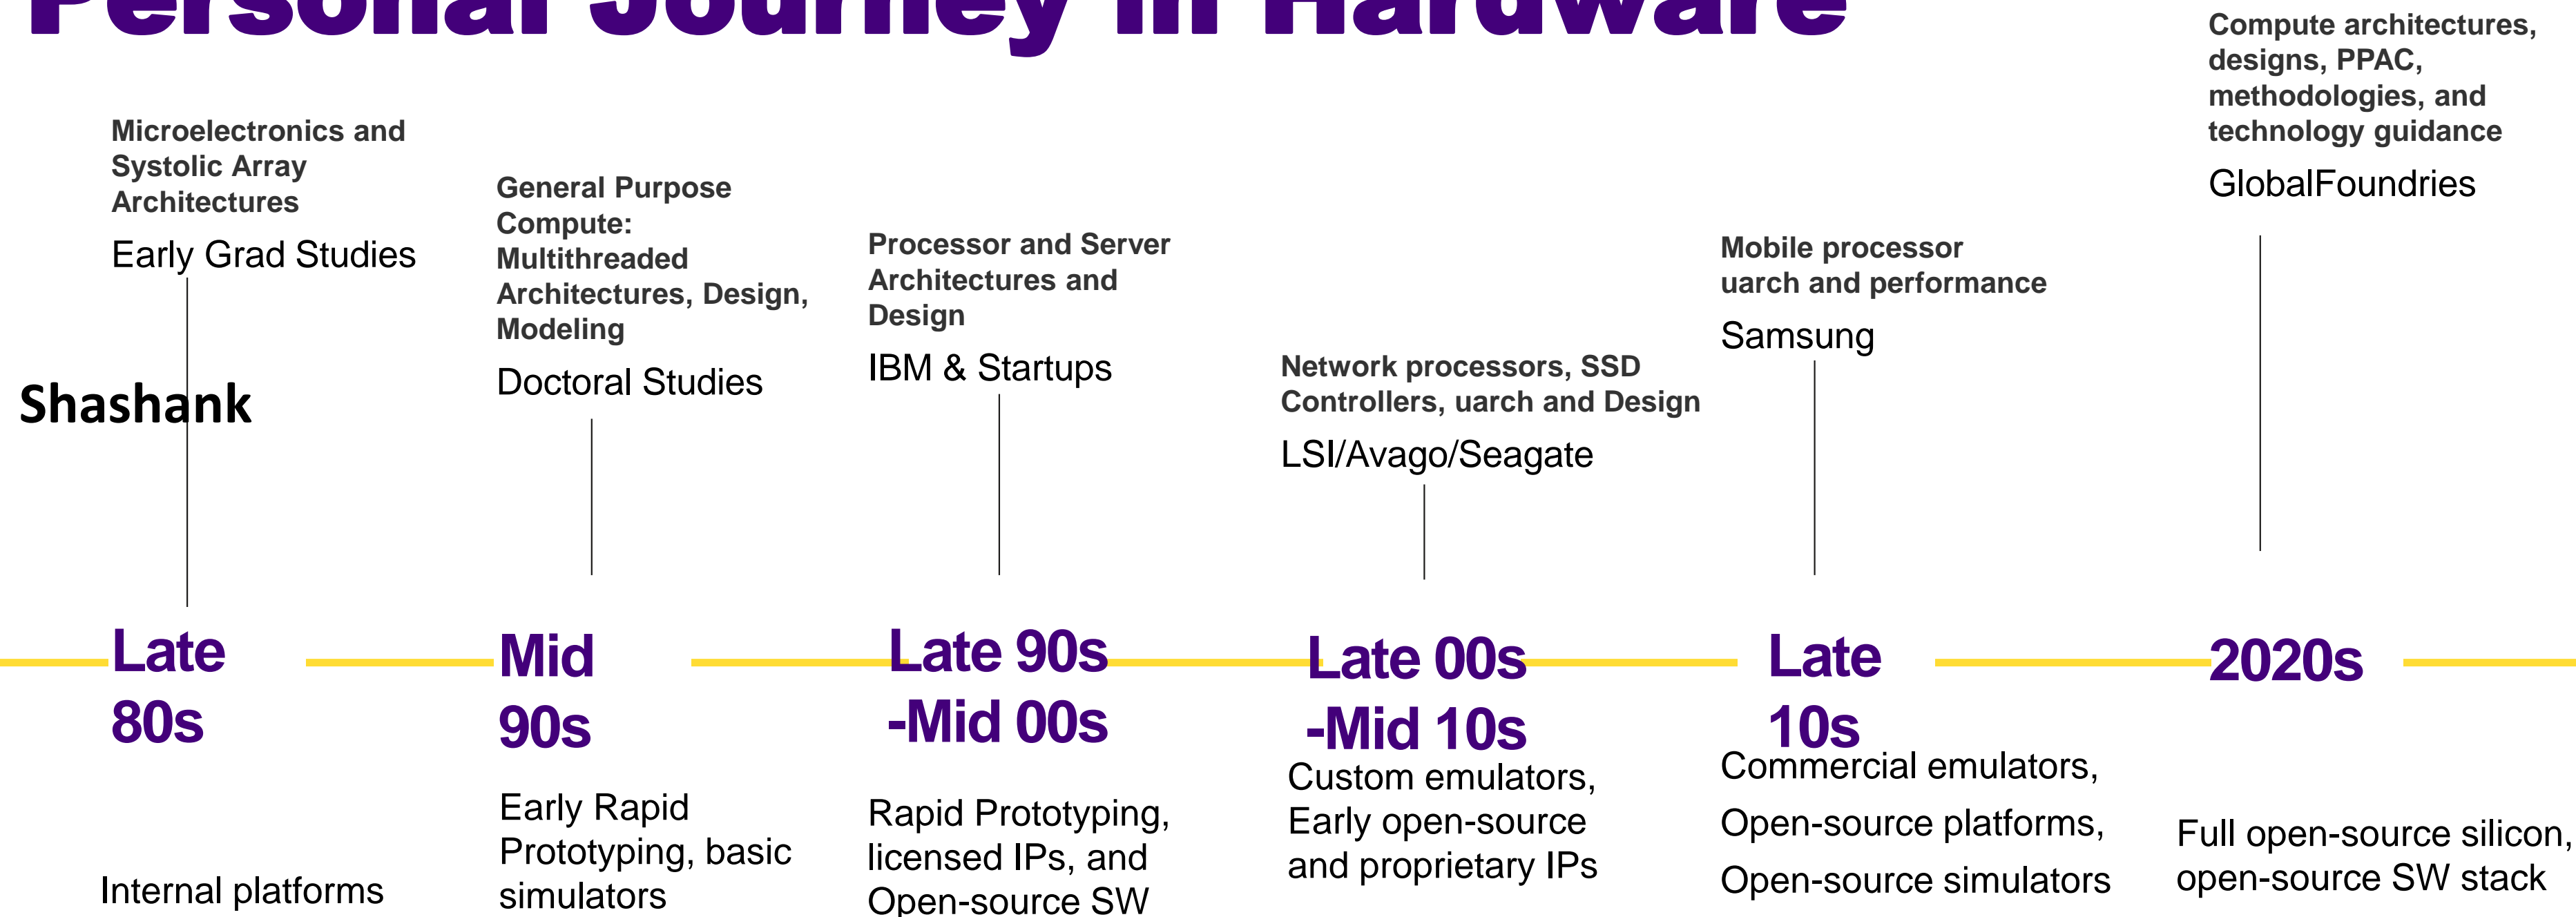 Personal Journey in Hardware
Microelectronics and
Systolic Array
Architectures
Early Grad Studies
General Purpose
Compute:
Multithreaded
Architectures, Design,
Modeling
Doctoral Studies
Processor and Server
Architectures and
Design
IBM & Startups
Network processors, SSD
Controllers, uarch and Design
LSI/Avago/Seagate
Mobile processor
uarch and performance
Samsung
Compute architectures,
designs, PPAC,
methodologies, and
technology guidance
GlobalFoundries
Shashank
Late
80s
Mid
90s
Late 90s
-Mid 00s
Late 00s
-Mid 10s
Late
10s
2020s
Internal platforms
Early Rapid
Prototyping, basic
simulators
Rapid Prototyping,
licensed IPs, and
Open-source SW
Custom emulators,
Early open-source
and proprietary IPs
Commercial emulators,
Open-source platforms,
Open-source simulators
Full open-source silicon,
open-source SW stack